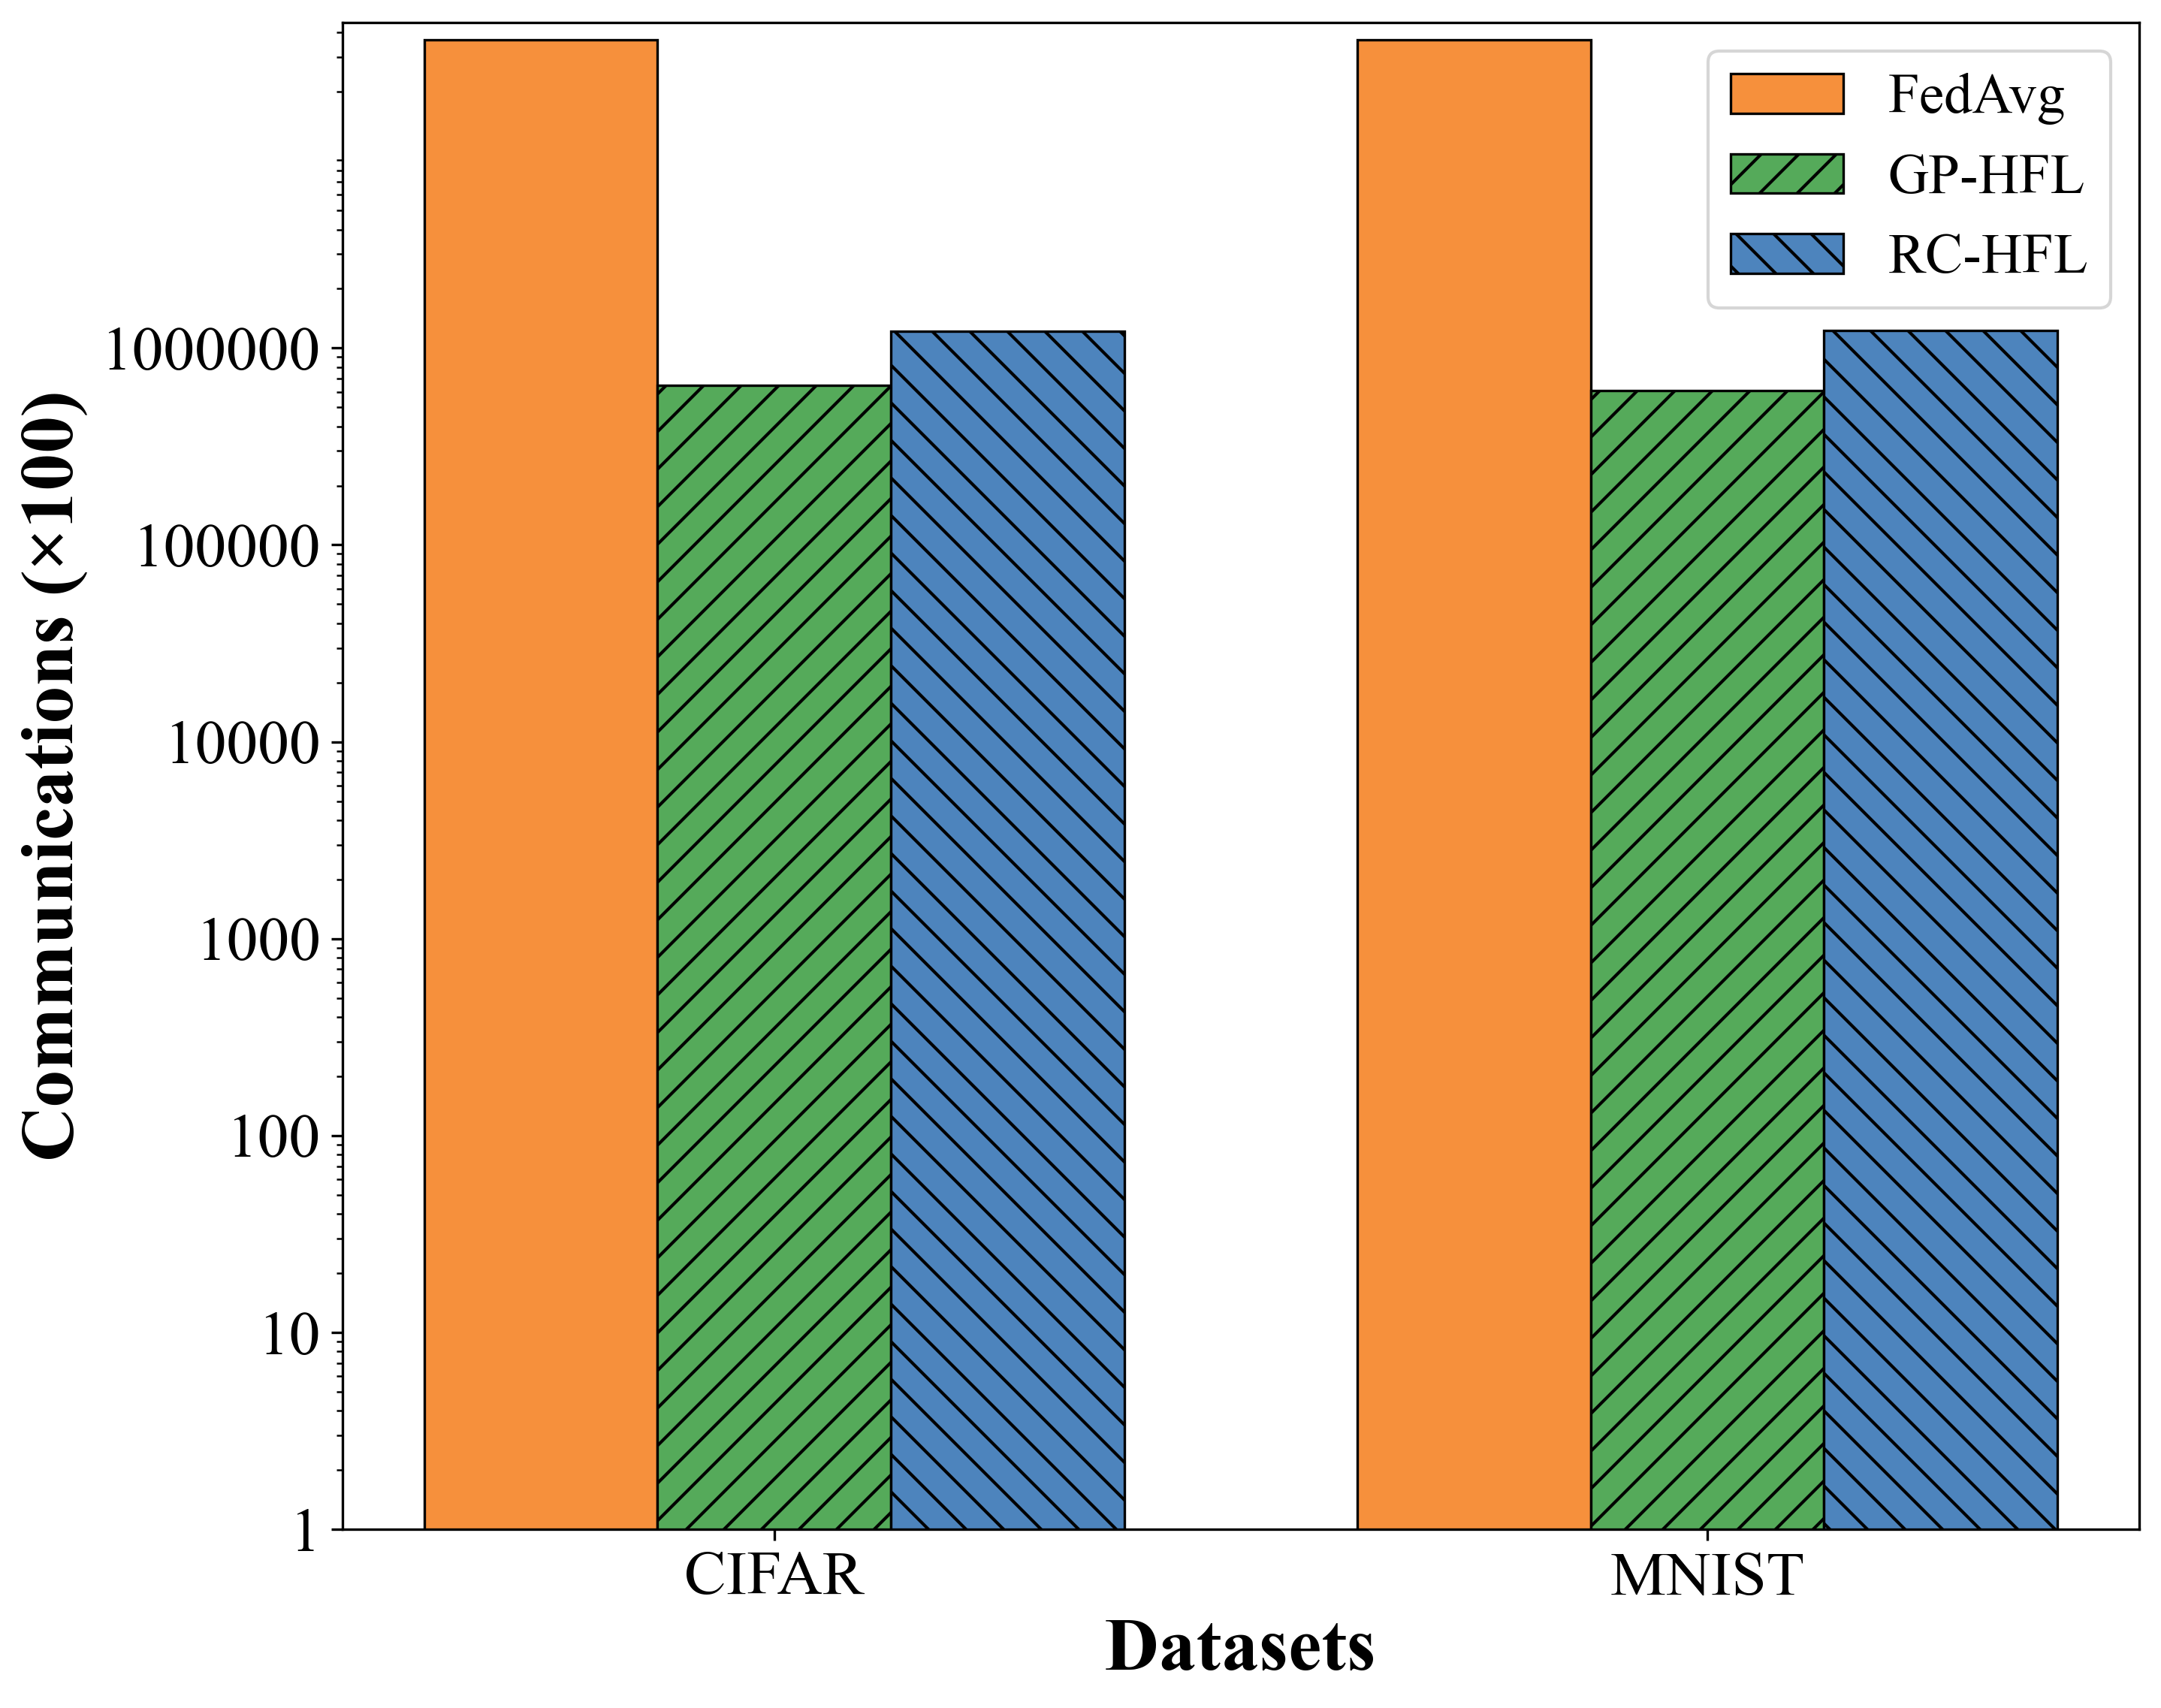 Communications (×100)
1000000
100000
10000
1000
100
10
1
FedAvg
GP-HFL
RC-HFL
CIFAR
MNIST
Datasets